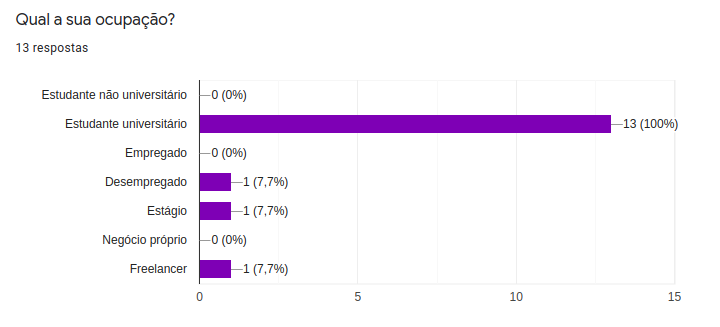 Qual a sua ocupação?
13 respostas
Estudante não universitário 0 (0%)
Estudante universitário 13 (100%)
Empregado 0 (0%)
Desempregado 1 (7,7%)
Estágio 1 (7,7%)
Negócio próprio 0 (0%)
Freelancer 1 (7,7%)
0 5 10 15